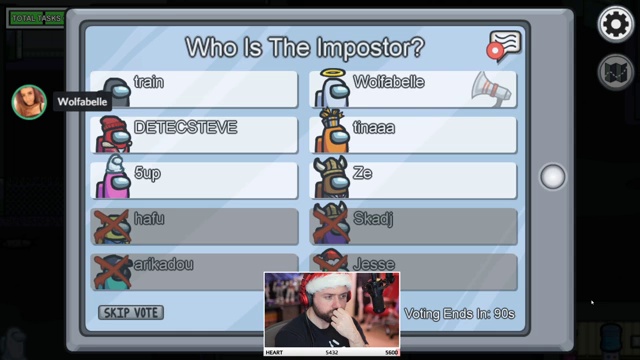 TOTAL TASKS
Who Is The Impostor?
train
Wolfabelle
Wolfabelle
DETECSTEVE
tinaaa
5up
Ze
hafu
Skadj
arikadou
Jesse
SKIP VOTE
Voting Ends In: 90s
HEART 5432 5600